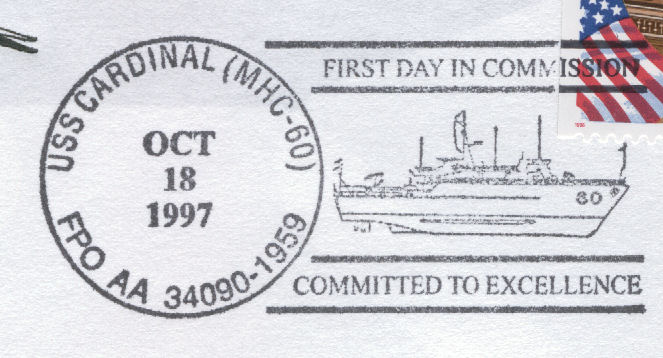 USS CARDINAL (MHC-60)
OCT
18
1997
FPO AA 34090-1959
FIRST DAY IN COMMISSION
60
COMMITTED TO EXCELLENCE